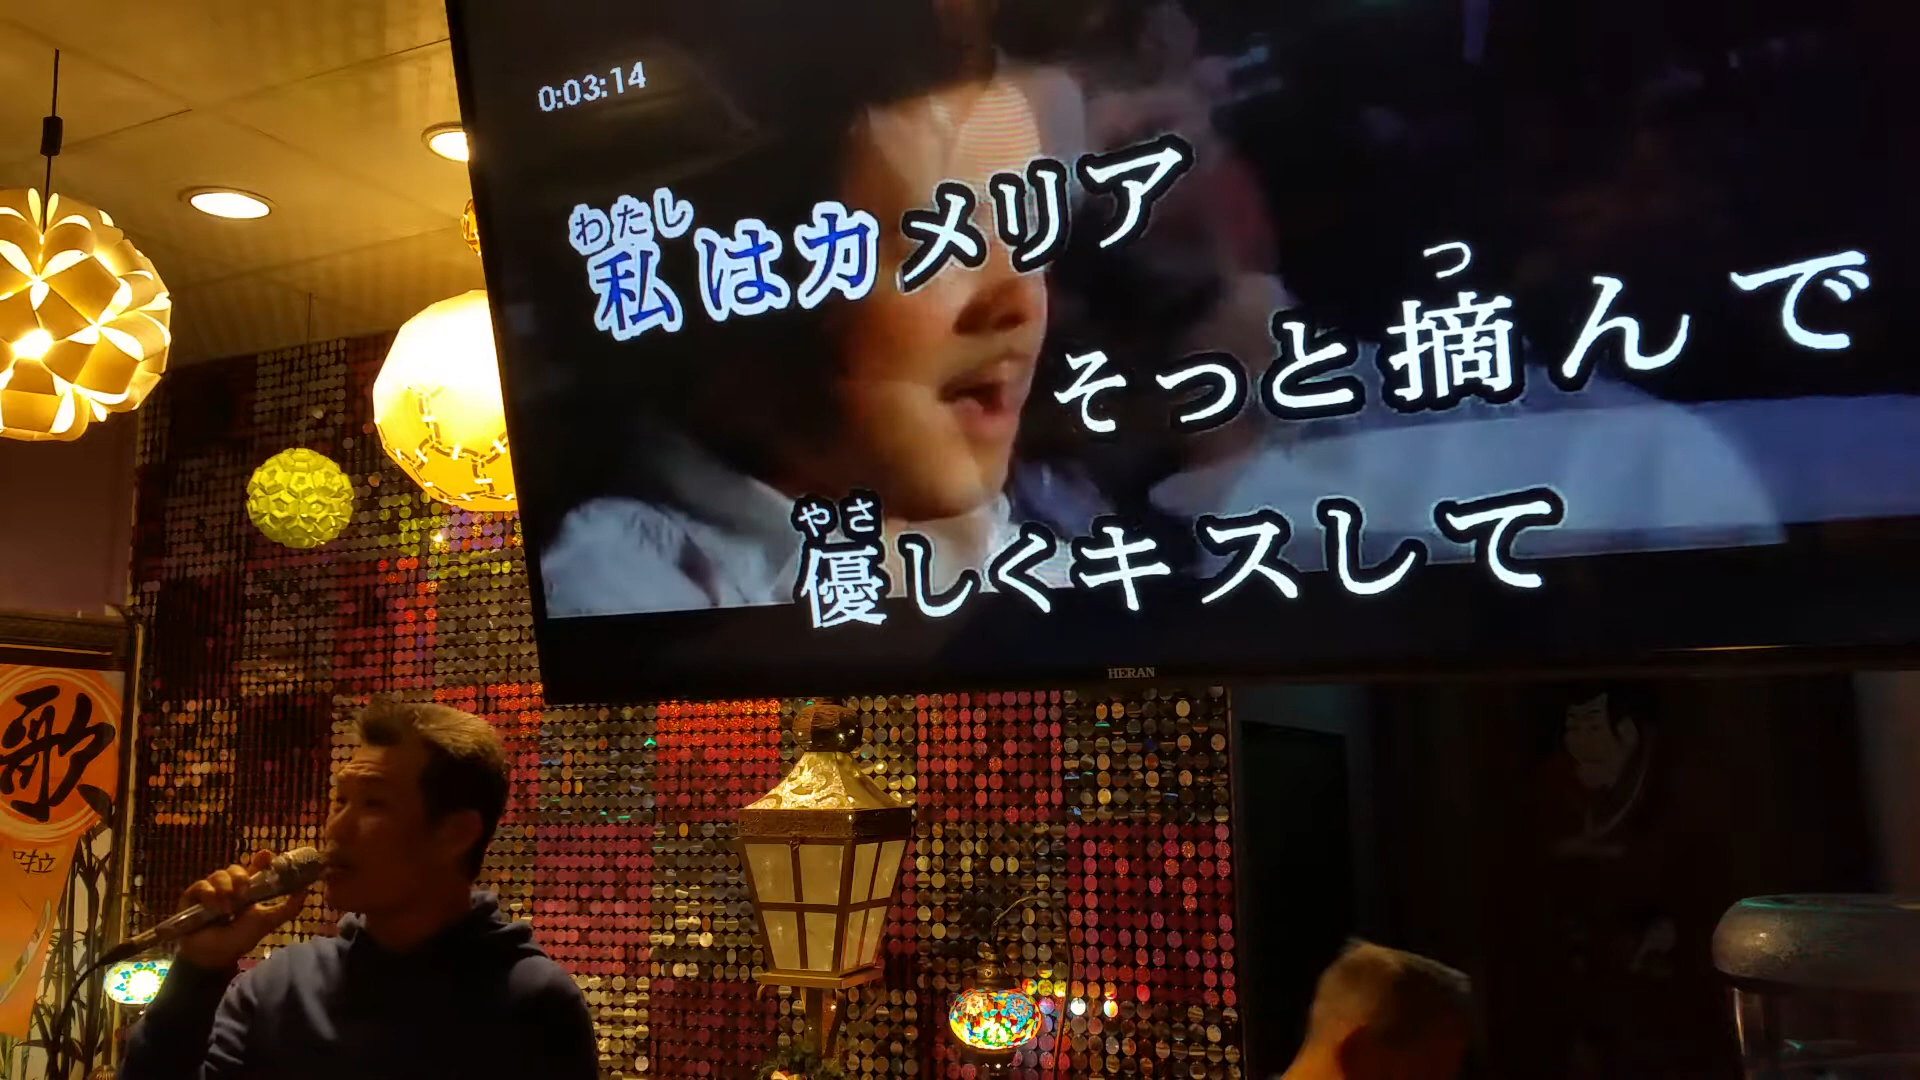 0:03:14
わたし
私はカメリア
つ
そっと摘んで
やさ
優しくキスして
HERAN
歌
啦